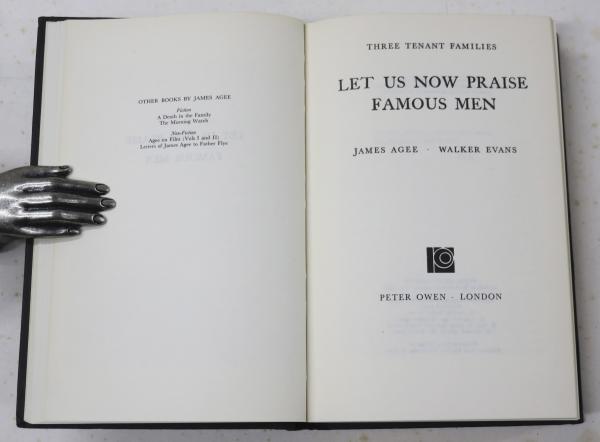 OTHER BOOKS BY JAMES AGEE
Fiction
A Death in the Family
The Morning Watch
Non-Fiction
Agee on Film (Vols I and II)
Letters of James Agee to Father Flye
THREE TENANT FAMILIES
LET US NOW PRAISE
FAMOUS MEN
JAMES AGEE · WALKER EVANS
PETER OWEN · LONDON